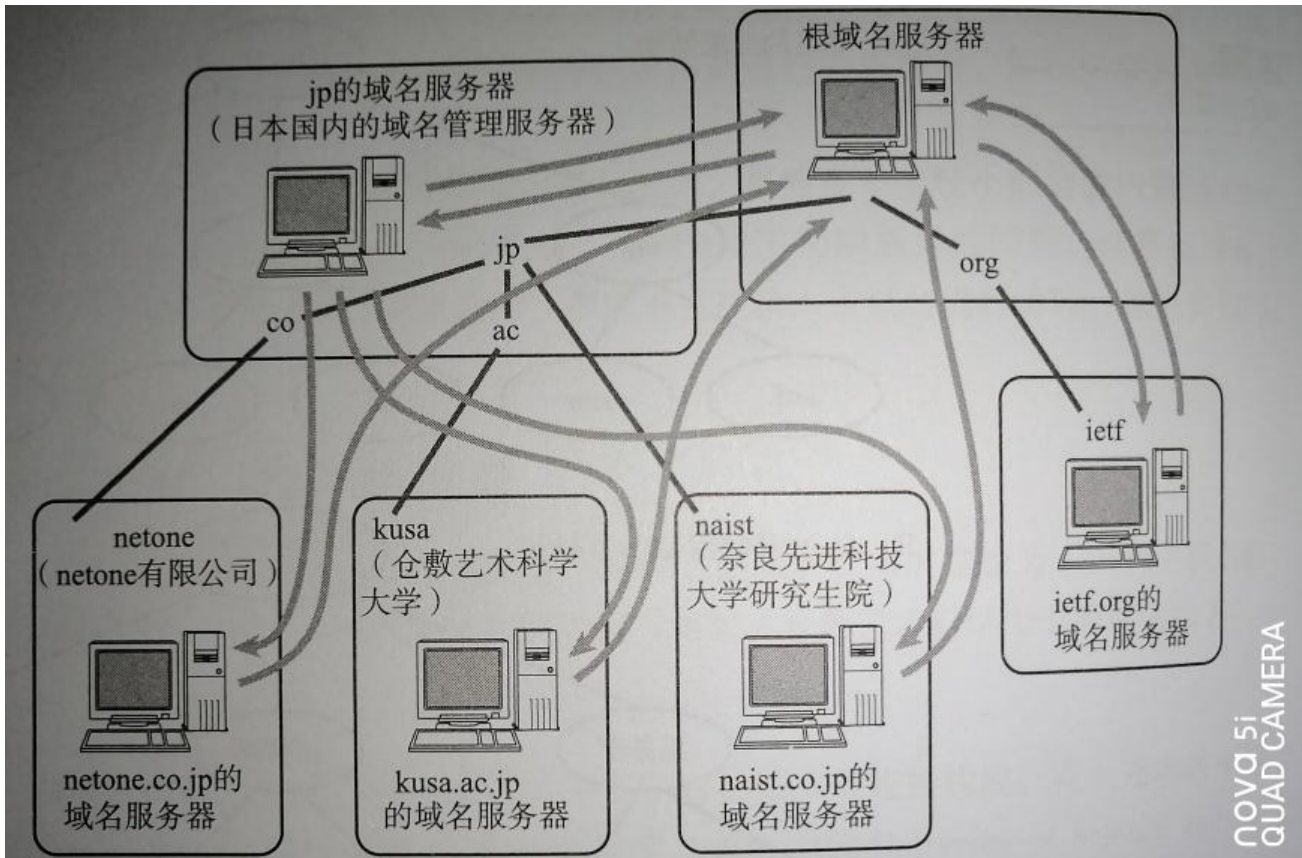 根域名服务器
jp的域名服务器
（日本国内的域名管理服务器）
jp
org
co
ac
ietf
ietf.org的
域名服务器
netone
（netone有限公司）
netone.co.jp的
域名服务器
kusa
（仓敷艺术科学
大学）
kusa.ac.jp
的域名服务器
naist
（奈良先进科技
大学研究生院）
naist.co.jp的
域名服务器
nova 5i
QUAD CAMERA